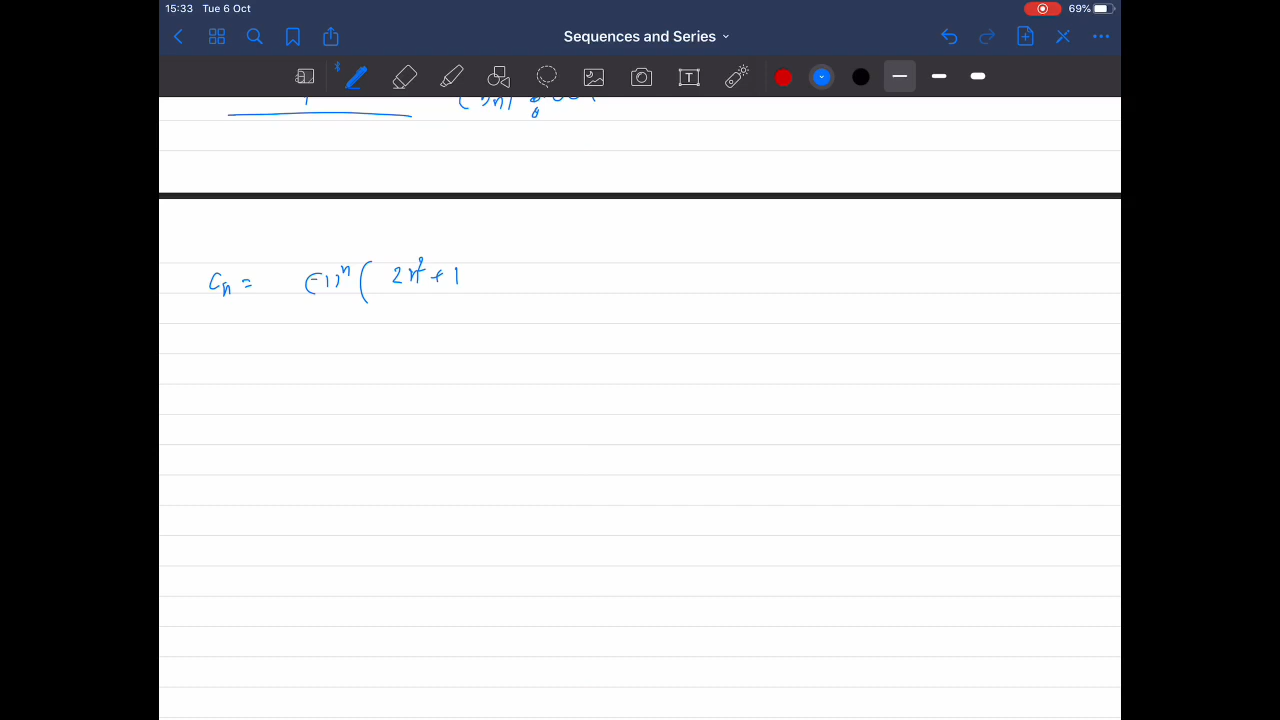 15:33 Tue 6 Oct 69%
Sequences and Series
T
Cn = (-1)^n ( 2n² + 1